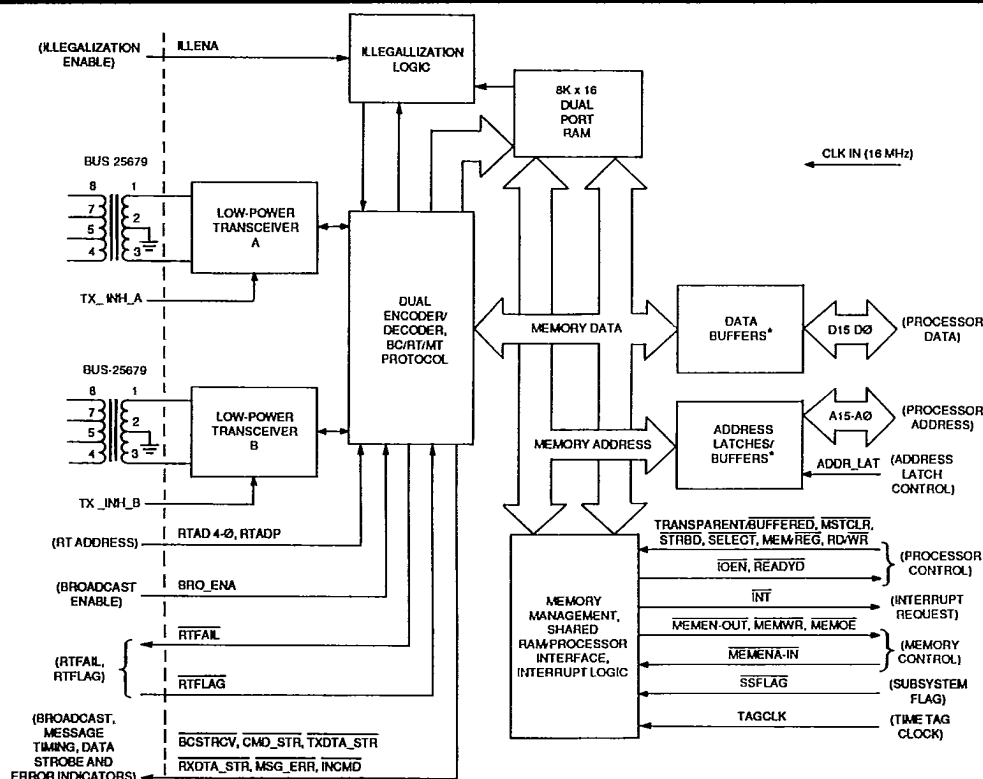 (ILLEGALIZATION
ENABLE)
ILLENA
ILLEGALLIZATION
LOGIC
8K x 16
DUAL
PORT
RAM
CLK IN (16 MHz)
BUS 25679
8
7
5
4
1
2
3
LOW-POWER
TRANSCEIVER
A
TX_ INH_A
DUAL
ENCODER/
DECODER,
BC/RT/MT
PROTOCOL
MEMORY DATA
DATA
BUFFERS*
D15 DØ
(PROCESSOR
DATA)
BUS-25679
8
7
5
4
1
2
3
LOW-POWER
TRANSCEIVER
B
TX _INH_B
MEMORY ADDRESS
ADDRESS
LATCHES/
BUFFERS*
A15-AØ
(PROCESSOR
ADDRESS)
ADDR_LAT
(ADDRESS
LATCH
CONTROL)
(RT ADDRESS)
RTAD 4-Ø, RTADP
(BROADCAST
ENABLE)
BRO_ENA
(RTFAIL,
RTFLAG)
RTFAIL
RTFLAG
(BROADCAST,
MESSAGE
TIMING, DATA
STROBE AND
ERROR INDICATORS)
BCSTRCV, CMD_STR, TXDTA_STR
RXDTA_STR, MSG_ERR, INCMD
MEMORY
MANAGEMENT,
SHARED
RAM/PROCESSOR
INTERFACE,
INTERRUPT LOGIC
TRANSPARENT/BUFFERED, MSTCLR,
STRBD, SELECT, MEM/REG, RD/WR
IOEN, READYD
(PROCESSOR
CONTROL)
INT
(INTERRUPT
REQUEST)
MEMEN-OUT, MEMWR, MEMOE
MEMENA-IN
(MEMORY
CONTROL)
SSFLAG
(SUBSYSTEM
FLAG)
TAGCLK
(TIME TAG
CLOCK)